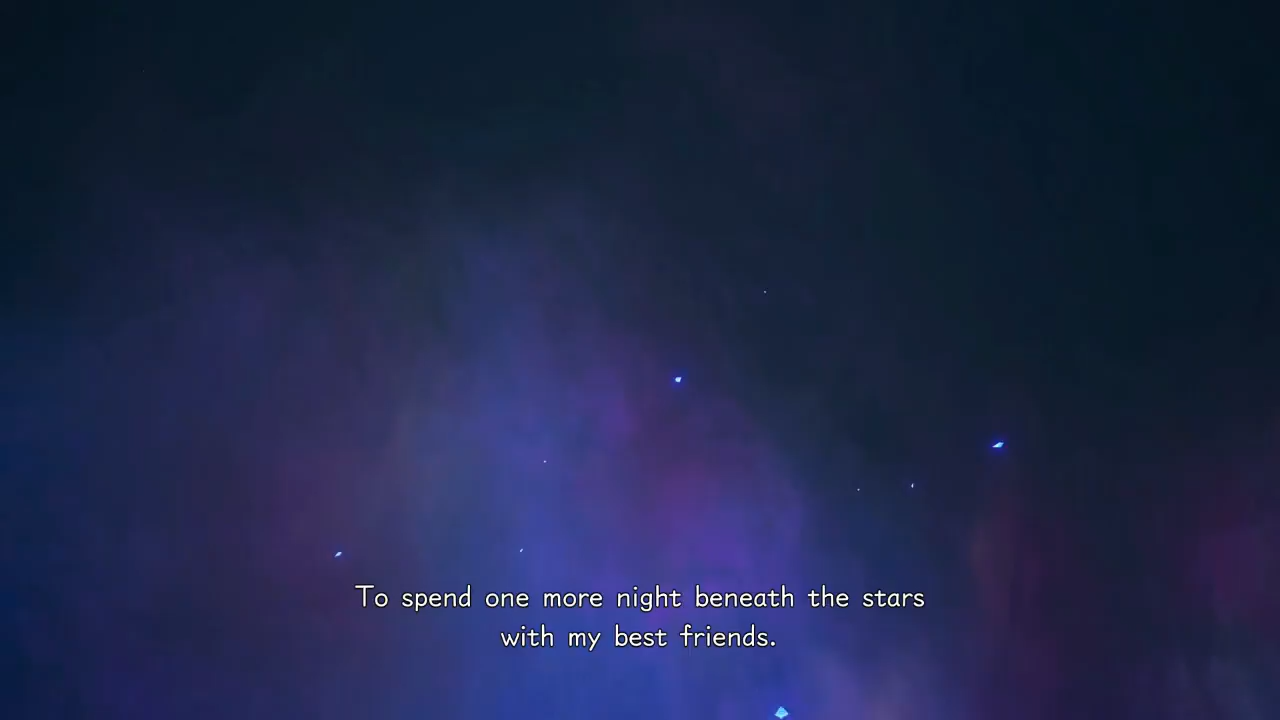 To spend one more night beneath the stars
with my best friends.